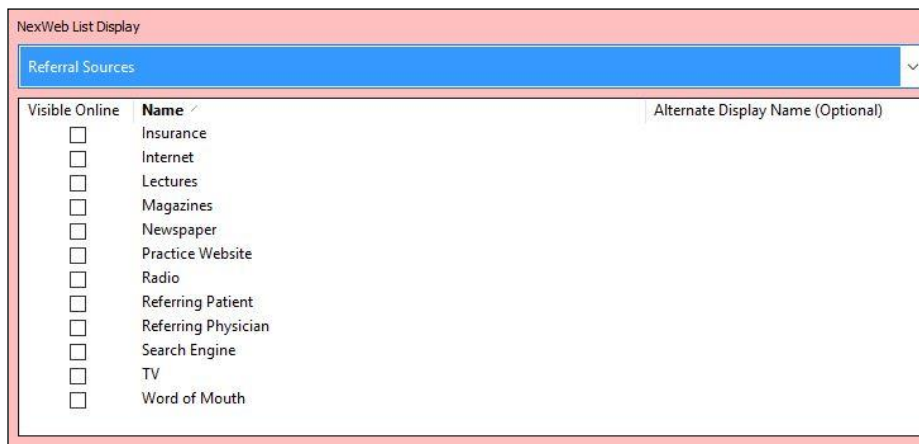 NexWeb List Display
Referral Sources
Visible Online Name Alternate Display Name (Optional)
Insurance
Internet
Lectures
Magazines
Newspaper
Practice Website
Radio
Referring Patient
Referring Physician
Search Engine
TV
Word of Mouth